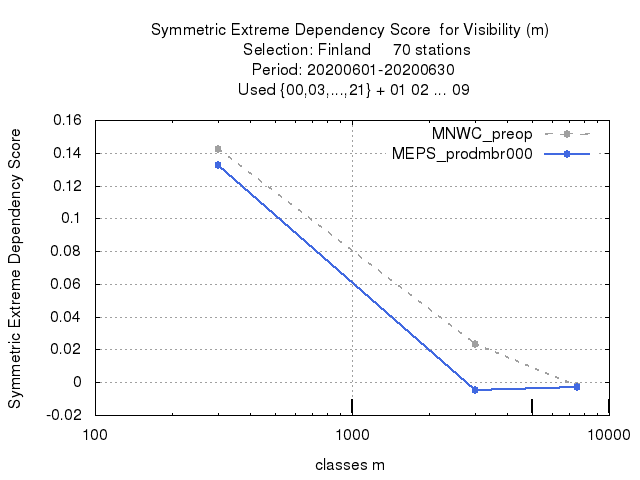 Symmetric Extreme Dependency Score  for Visibility (m)
Selection: Finland     70 stations
Period: 20200601-20200630
Used {00,03,...,21} + 01 02 ... 09
Symmetric Extreme Dependency Score
0.16
0.14
0.12
0.1
0.08
0.06
0.04
0.02
0
-0.02
MNWC_preop
MEPS_prodmbr000
100
1000
10000
classes m